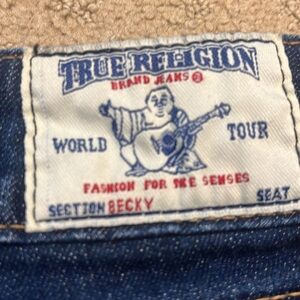 TRUE RELIGION
BRAND JEANS ®
WORLD TOUR
FASHION FOR THE SENSES
SECTION BECKY SEAT